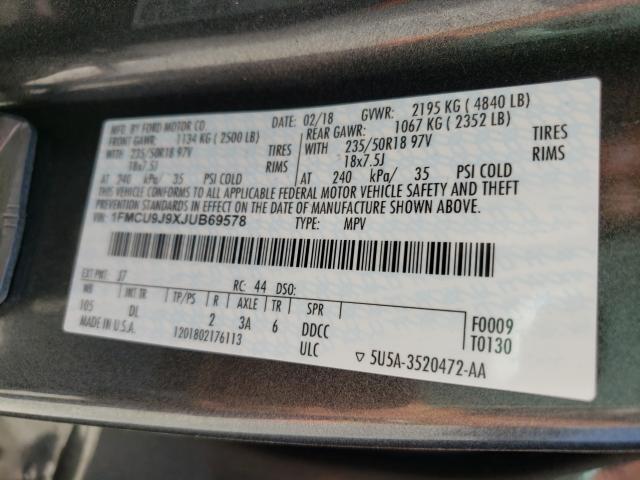 MFD. BY FORD MOTOR CO. DATE: 02/18 GVWR: 2195 KG ( 4840 LB)
FRONT GAWR: 1134 KG ( 2500 LB) REAR GAWR: 1067 KG ( 2352 LB)
WITH 235/50R18 97V TIRES WITH 235/50R18 97V TIRES
18x7.5J RIMS 18x7.5J RIMS
AT 240 kPa/ 35 PSI COLD AT 240 kPa/ 35 PSI COLD
THIS VEHICLE CONFORMS TO ALL APPLICABLE FEDERAL MOTOR VEHICLE SAFETY AND THEFT
PREVENTION STANDARDS IN EFFECT ON THE DATE OF MANUFACTURE SHOWN ABOVE.
VIN: 1FMCU9J9XJUB69578 TYPE: MPV
EXT PNT: J7 RC: 44 DSO:
WB INT TR TP/PS R AXLE TR SPR
105 DL 2 3A 6 DDCC F0009
MADE IN U.S.A. 1201802176113 ULC T0130
▽ 5U5A-3520472-AA